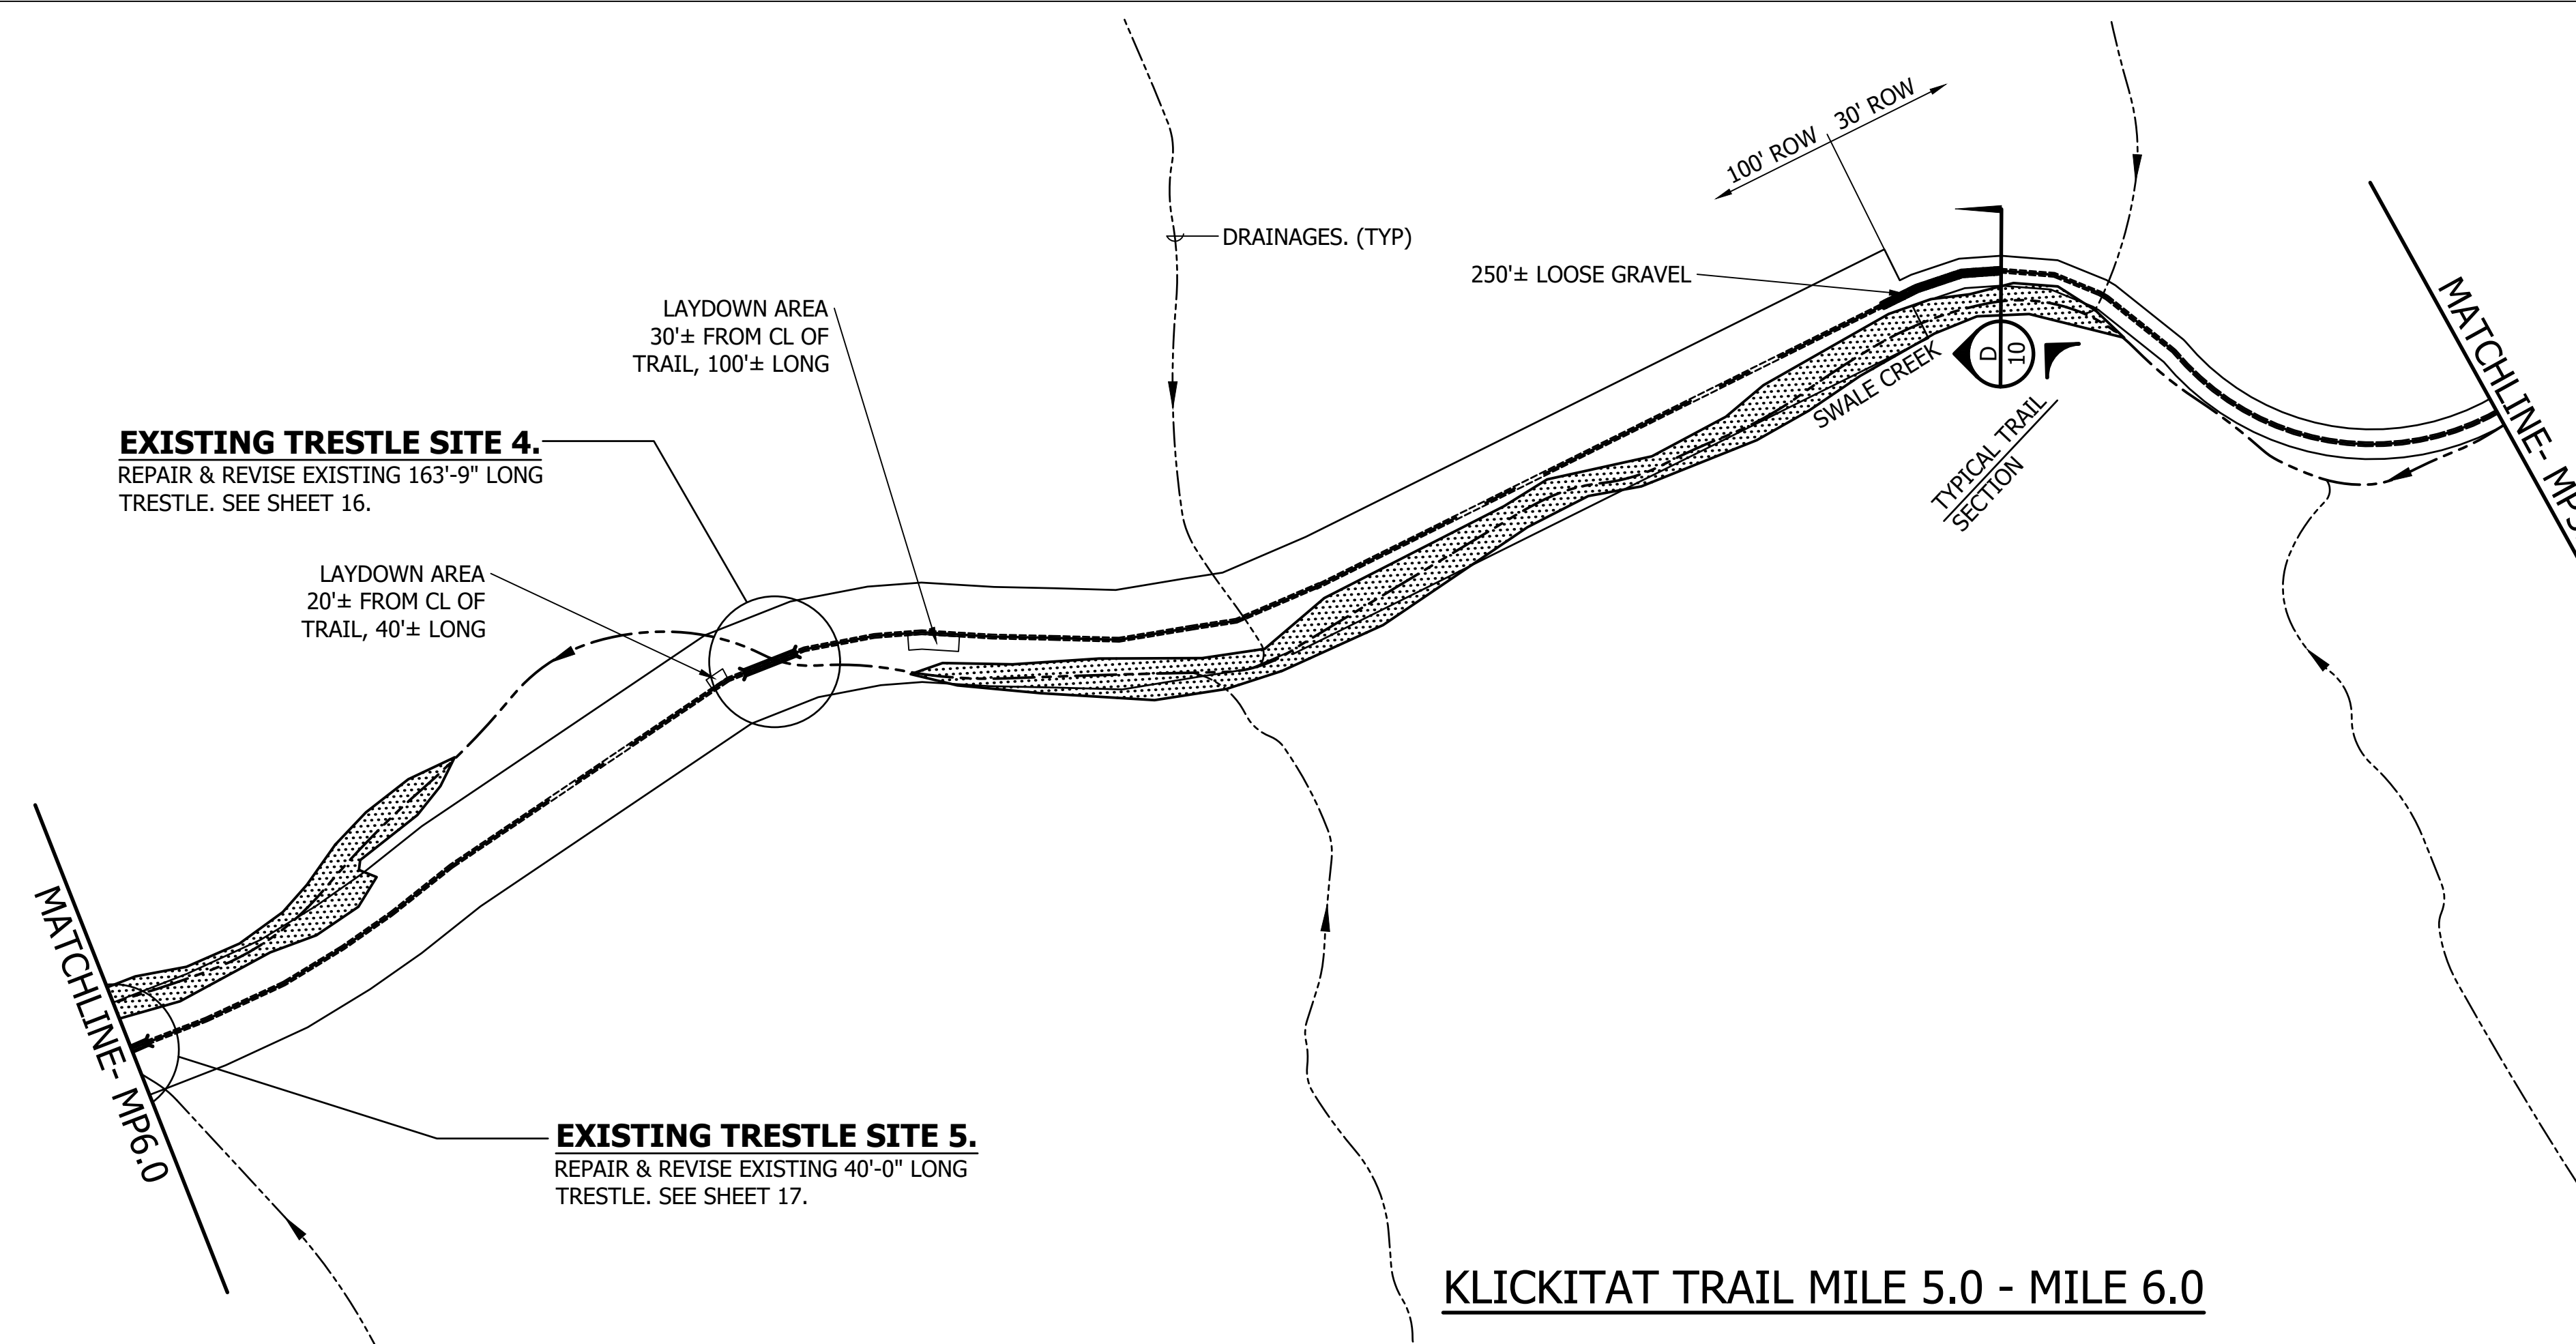 100' ROW
30' ROW
DRAINAGES. (TYP)
250'± LOOSE GRAVEL
LAYDOWN AREA
30'± FROM CL OF
TRAIL, 100'± LONG
EXISTING TRESTLE SITE 4.
REPAIR & REVISE EXISTING 163'-9" LONG
TRESTLE. SEE SHEET 16.
LAYDOWN AREA
20'± FROM CL OF
TRAIL, 40'± LONG
SWALE CREEK
D
10
TYPICAL TRAIL
SECTION
MATCHLINE- MP5
MATCHLINE- MP6.0
EXISTING TRESTLE SITE 5.
REPAIR & REVISE EXISTING 40'-0" LONG
TRESTLE. SEE SHEET 17.
KLICKITAT TRAIL MILE 5.0 - MILE 6.0